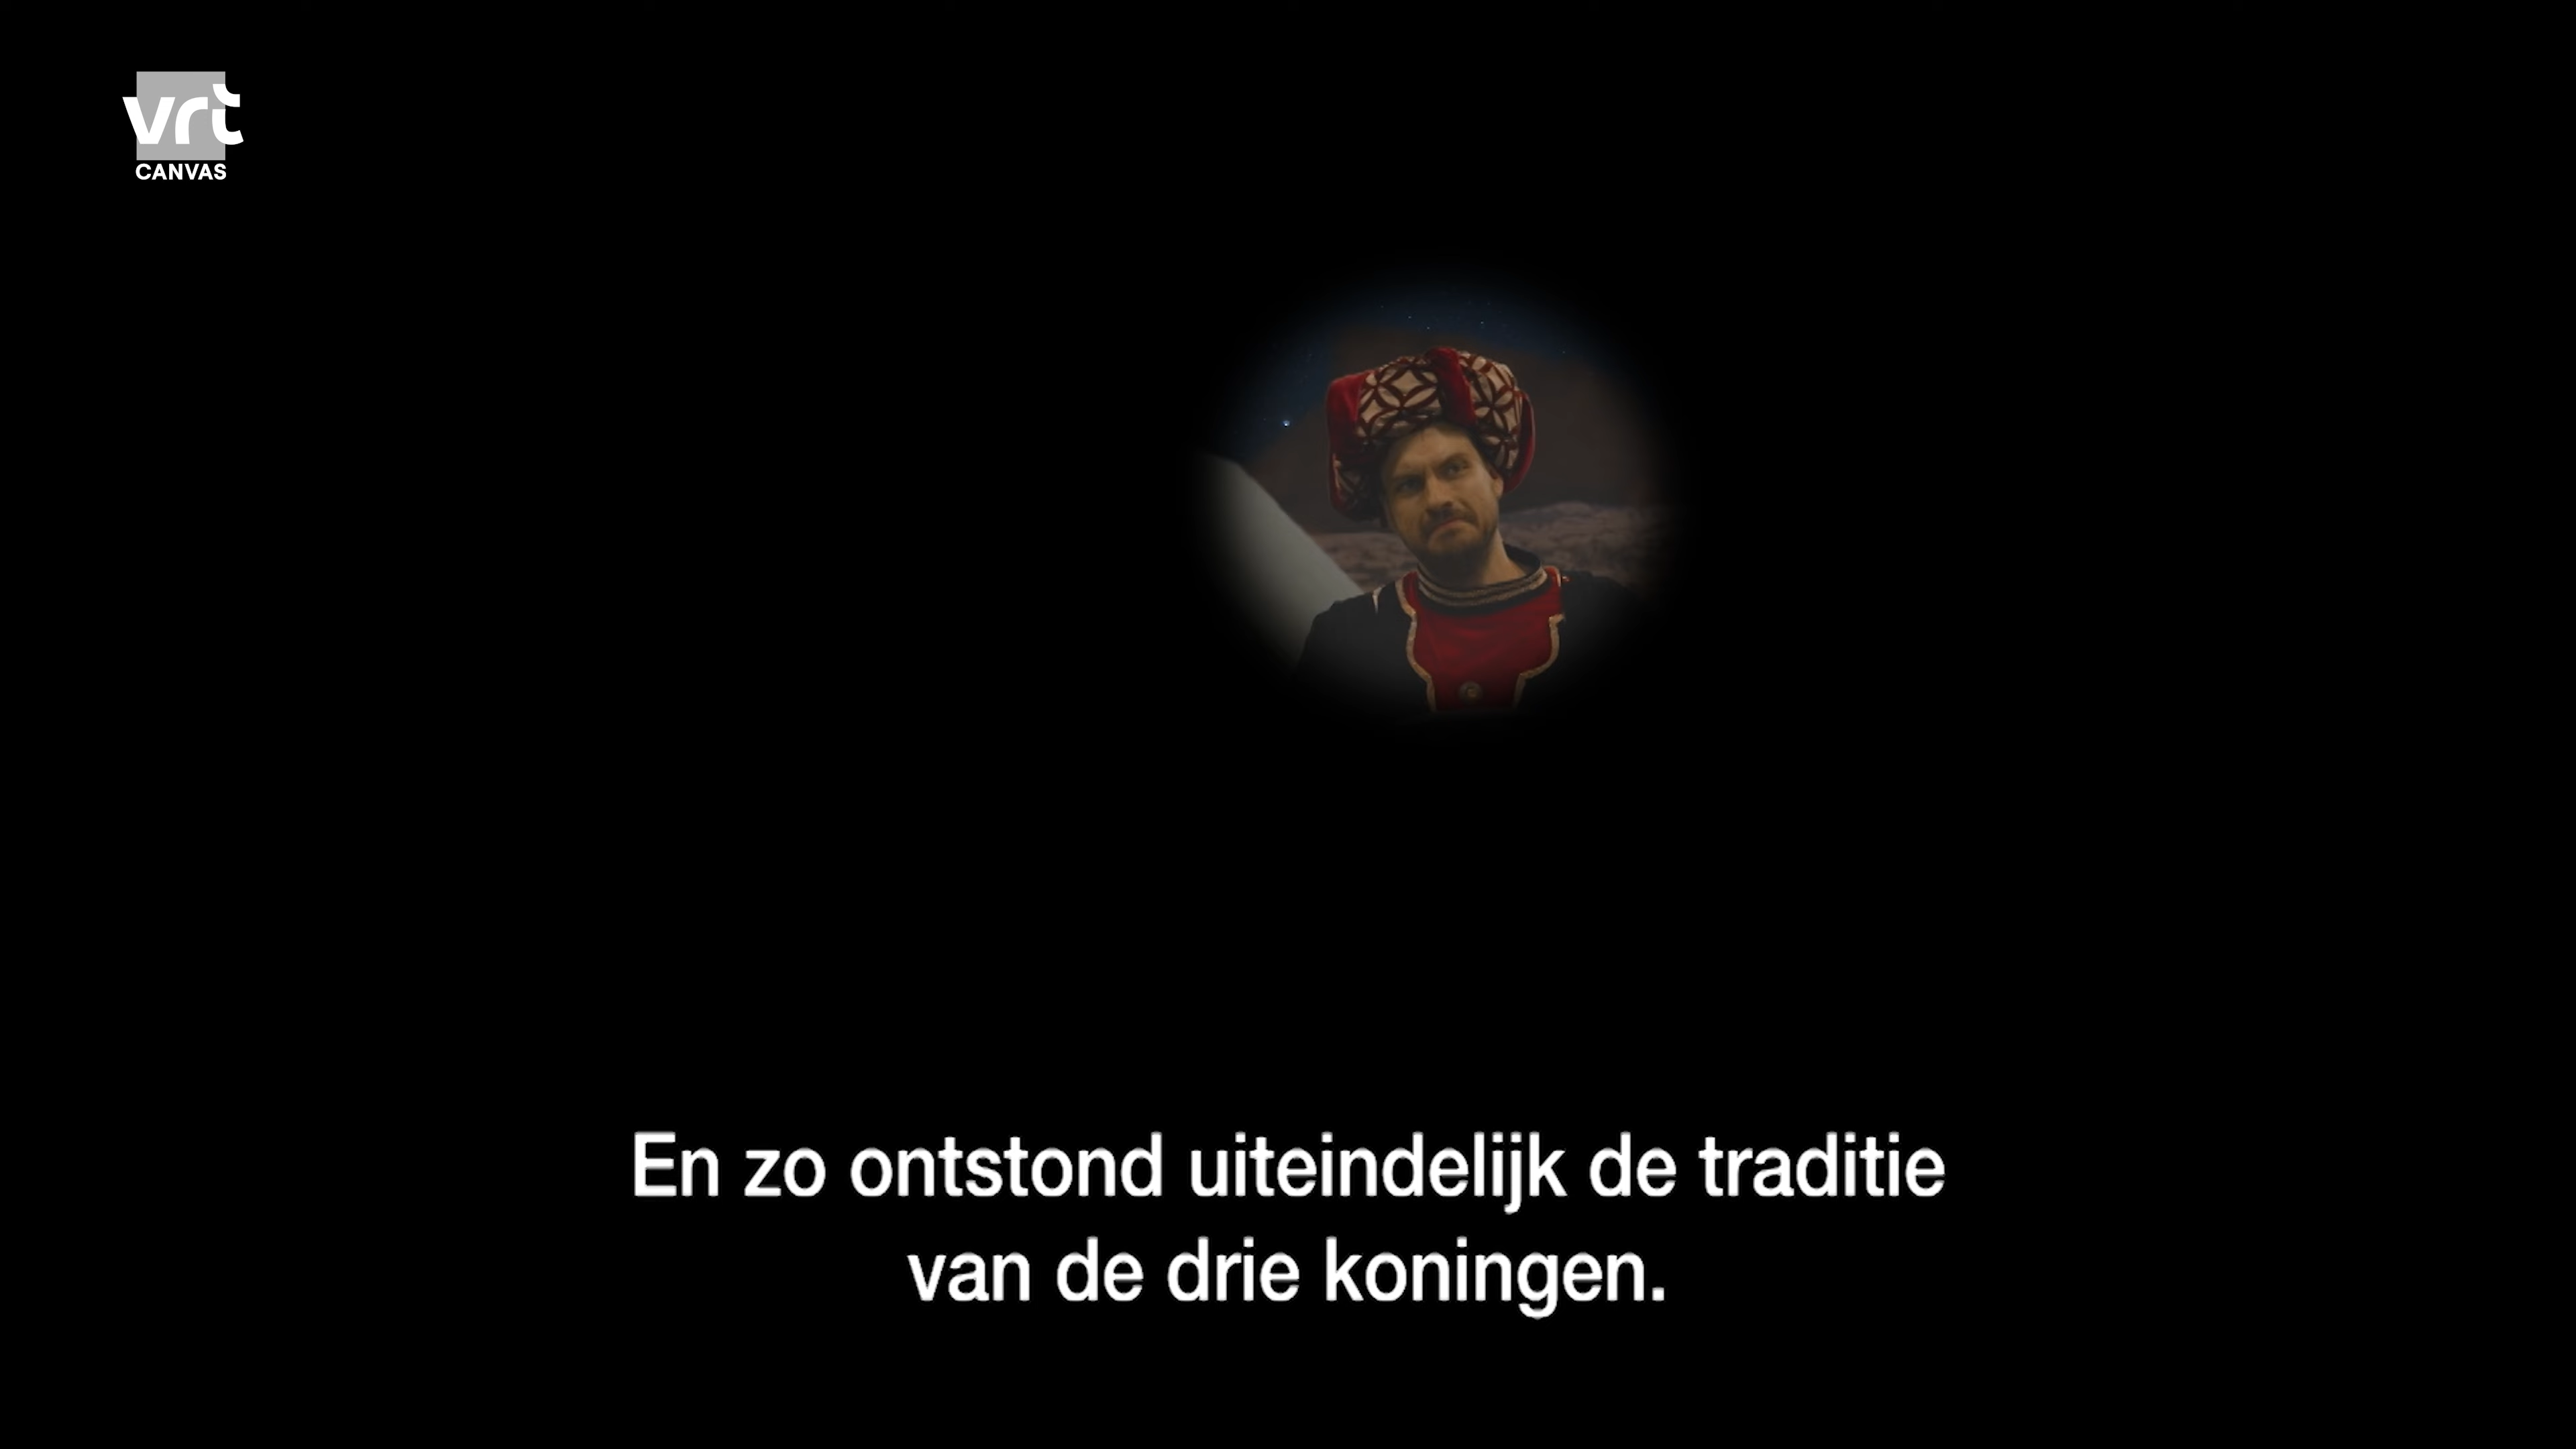 vrt
CANVAS
En zo ontstond uiteindelijk de traditie
van de drie koningen.